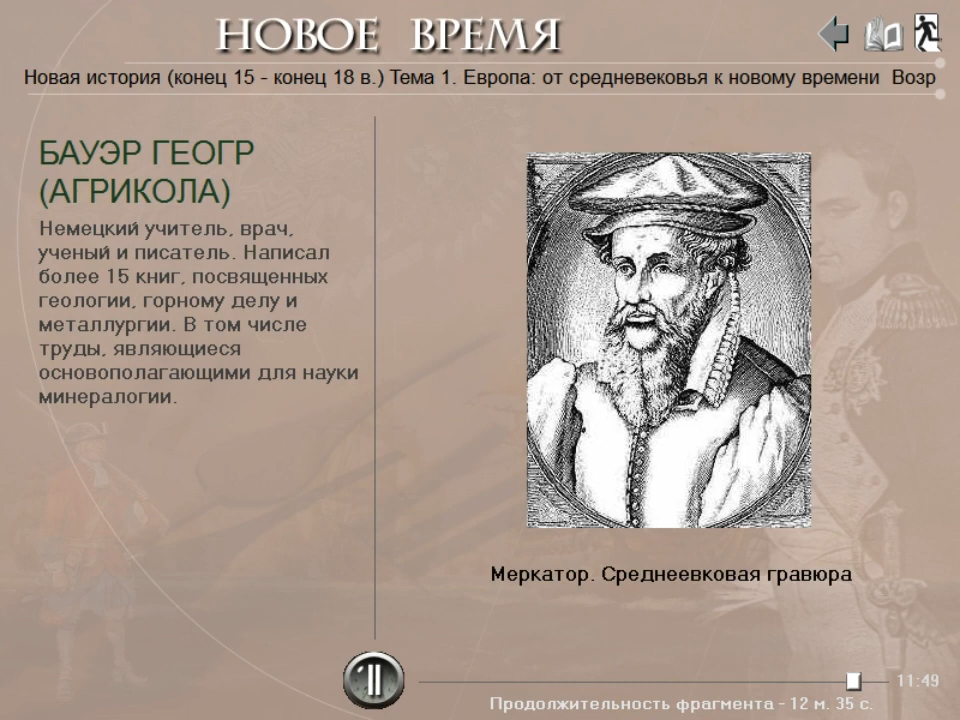 НОВОЕ ВРЕМЯ
Новая история (конец 15 - конец 18 в.) Тема 1. Европа: от средневековья к новому времени Возр
БАУЭР ГЕОГР
(АГРИКОЛА)
Немецкий учитель, врач,
ученый и писатель. Написал
более 15 книг, посвященных
геологии, горному делу и
металлургии. В том числе
труды, являющиеся
основополагающими для науки
минералогии.
Меркатор. Среднеевковая гравюра
11:49
Продолжительность фрагмента - 12 м. 35 с.